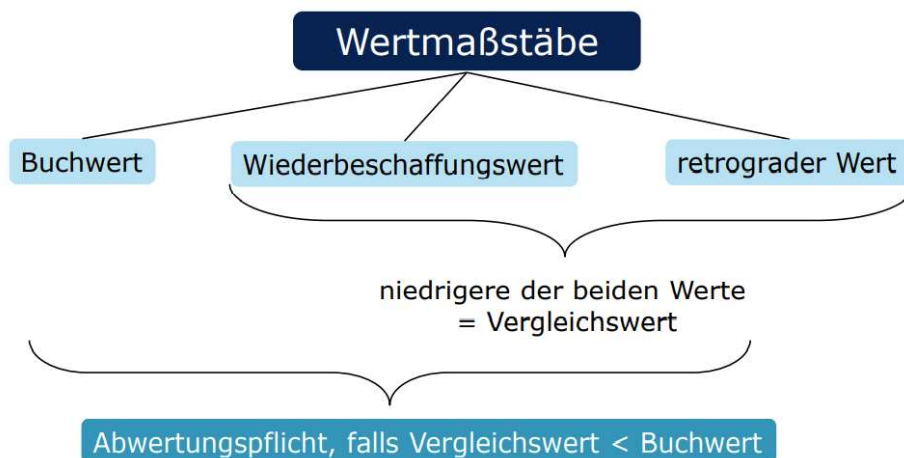 Wertmaßstäbe
Buchwert
Wiederbeschaffungswert
retrograder Wert
niedrigere der beiden Werte
= Vergleichswert
Abwertungspflicht, falls Vergleichswert < Buchwert